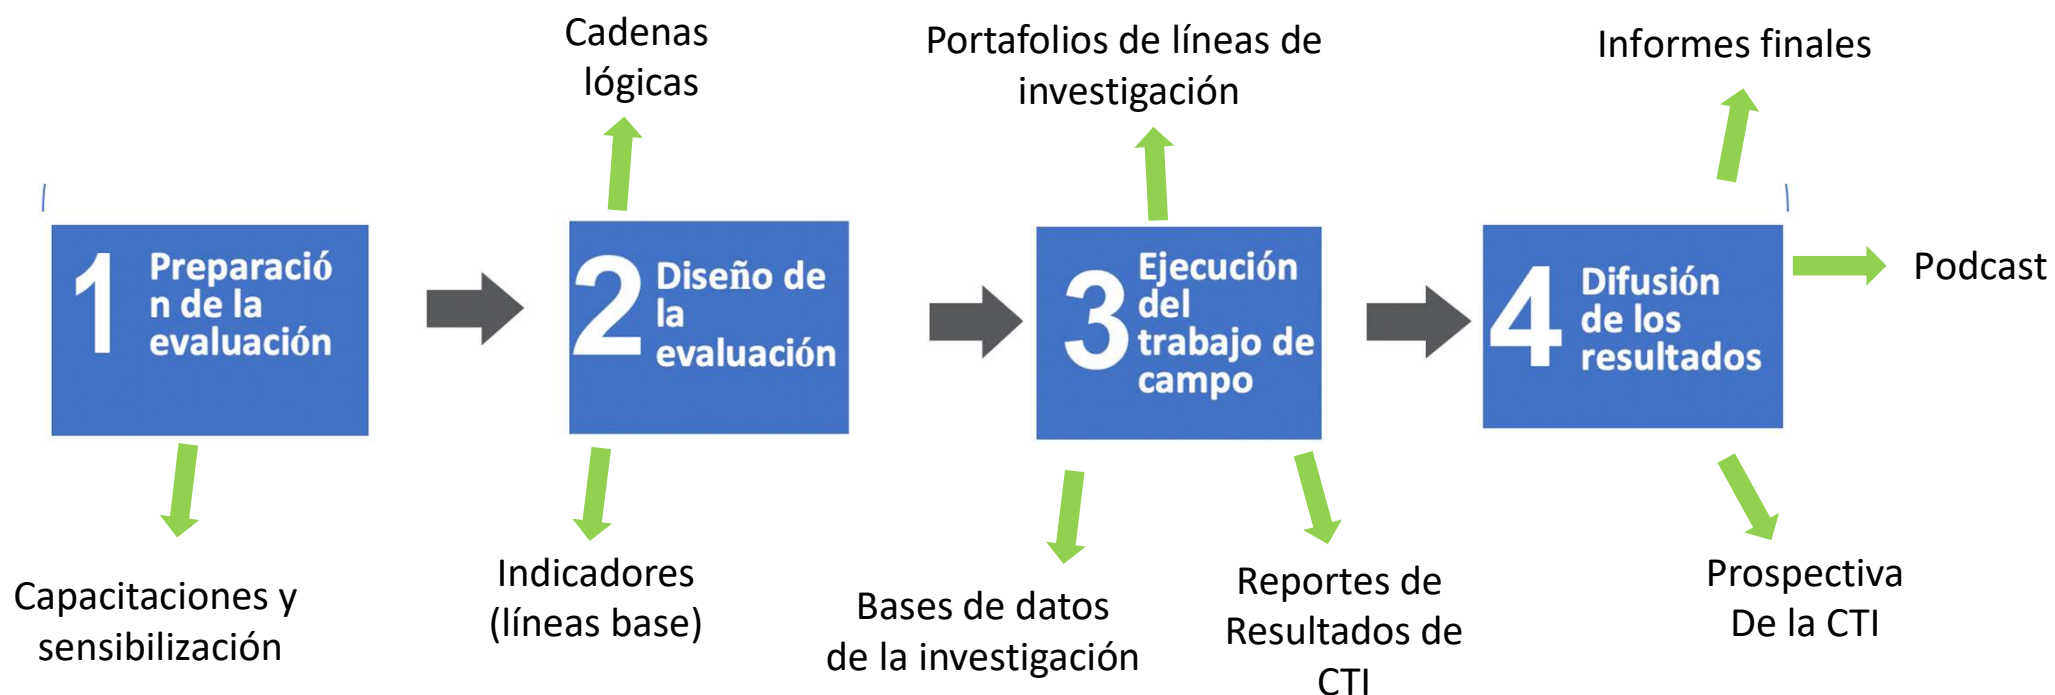 Cadenas
lógicas
Portafolios de líneas de
investigación
Informes finales
1
Preparació
n de la
evaluación
2
Diseño de
la
evaluación
3
Ejecución
del
trabajo de
campo
4
Difusión
de los
resultados
Podcast
Capacitaciones y
sensibilización
Indicadores
(líneas base)
Bases de datos
de la investigación
Reportes de
Resultados de
CTI
Prospectiva
De la CTI